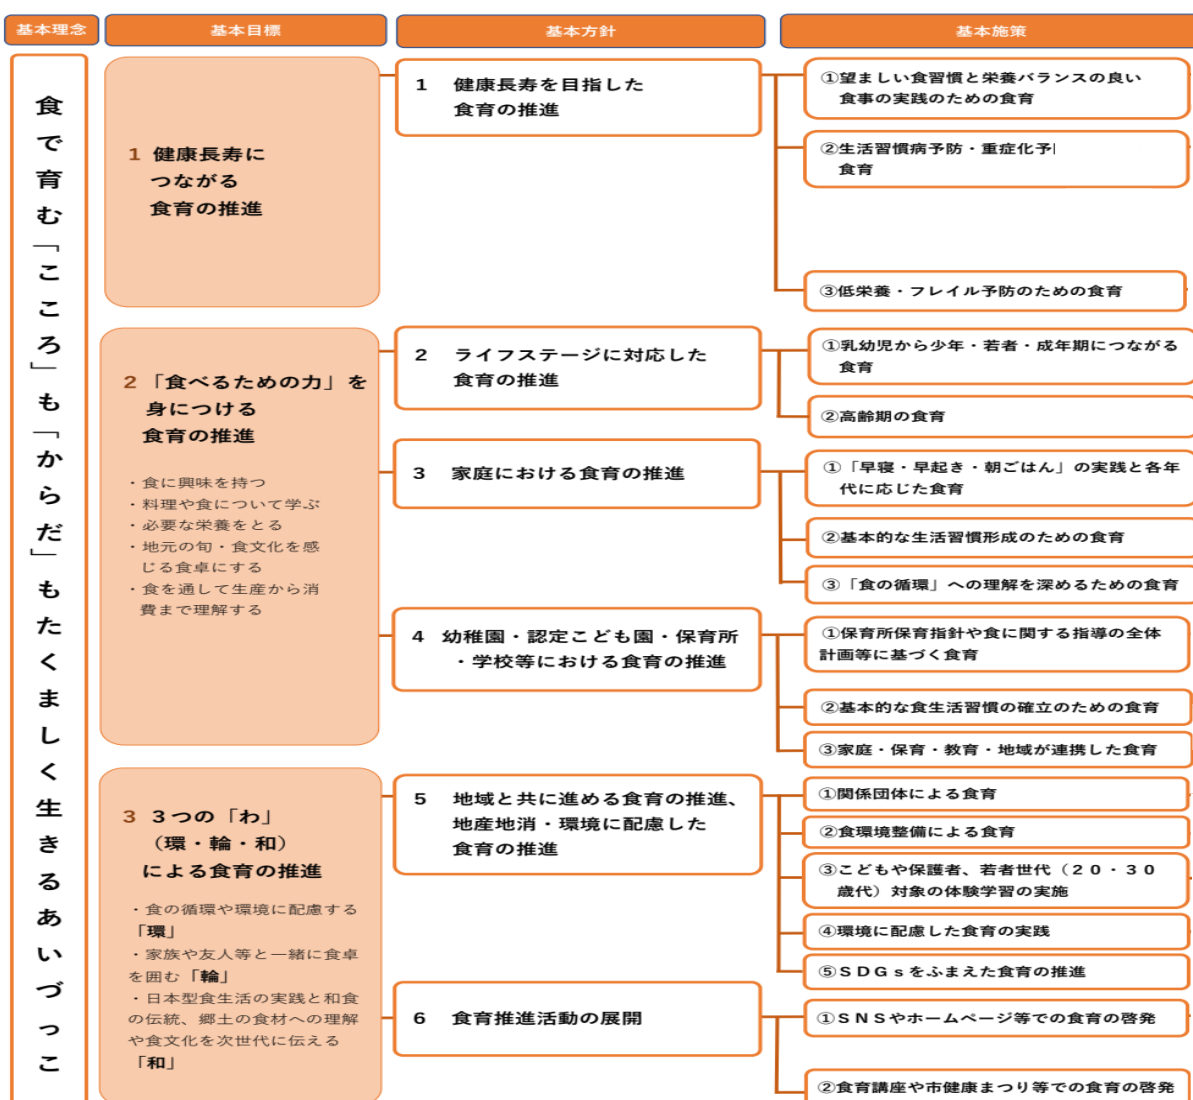 基本理念
基本目標
基本方針
基本施策
食で育む「こころ」も「からだ」もたくましく生きるあいづっこ
1 健康長寿に
つながる
食育の推進
1 健康長寿を目指した
食育の推進
①望ましい食習慣と栄養バランスの良い
食事の実践のための食育
②生活習慣病予防・重症化予
食育
③低栄養・フレイル予防のための食育
2 「食べるための力」を
身につける
食育の推進
・食に興味を持つ
・料理や食について学ぶ
・必要な栄養をとる
・地元の旬・食文化を感
じる食卓にする
・食を通して生産から消
費まで理解する
2 ライフステージに対応した
食育の推進
①乳幼児から少年・若者・成年期につながる
食育
②高齢期の食育
3 家庭における食育の推進
①「早寝・早起き・朝ごはん」の実践と各年
代に応じた食育
②基本的な生活習慣形成のための食育
③「食の循環」への理解を深めるための食育
4 幼稚園・認定こども園・保育所
・学校等における食育の推進
①保育所保育指針や食に関する指導の全体
計画等に基づく食育
②基本的な食生活習慣の確立のための食育
③家庭・保育・教育・地域が連携した食育
3 ３つの「わ」
（環・輪・和）
による食育の推進
・食の循環や環境に配慮する
「環」
・家族や友人等と一緒に食卓
を囲む「輪」
・日本型食生活の実践と和食
の伝統、郷土の食材への理解
や食文化を次世代に伝える
「和」
5 地域と共に進める食育の推進、
地産地消・環境に配慮した
食育の推進
①関係団体による食育
②食環境整備による食育
③こどもや保護者、若者世代（２０・３０
歳代）対象の体験学習の実施
④環境に配慮した食育の実践
⑤ＳＤＧｓをふまえた食育の推進
6 食育推進活動の展開
①ＳＮＳやホームページ等での食育の啓発
②食育講座や市健康まつり等での食育の啓発